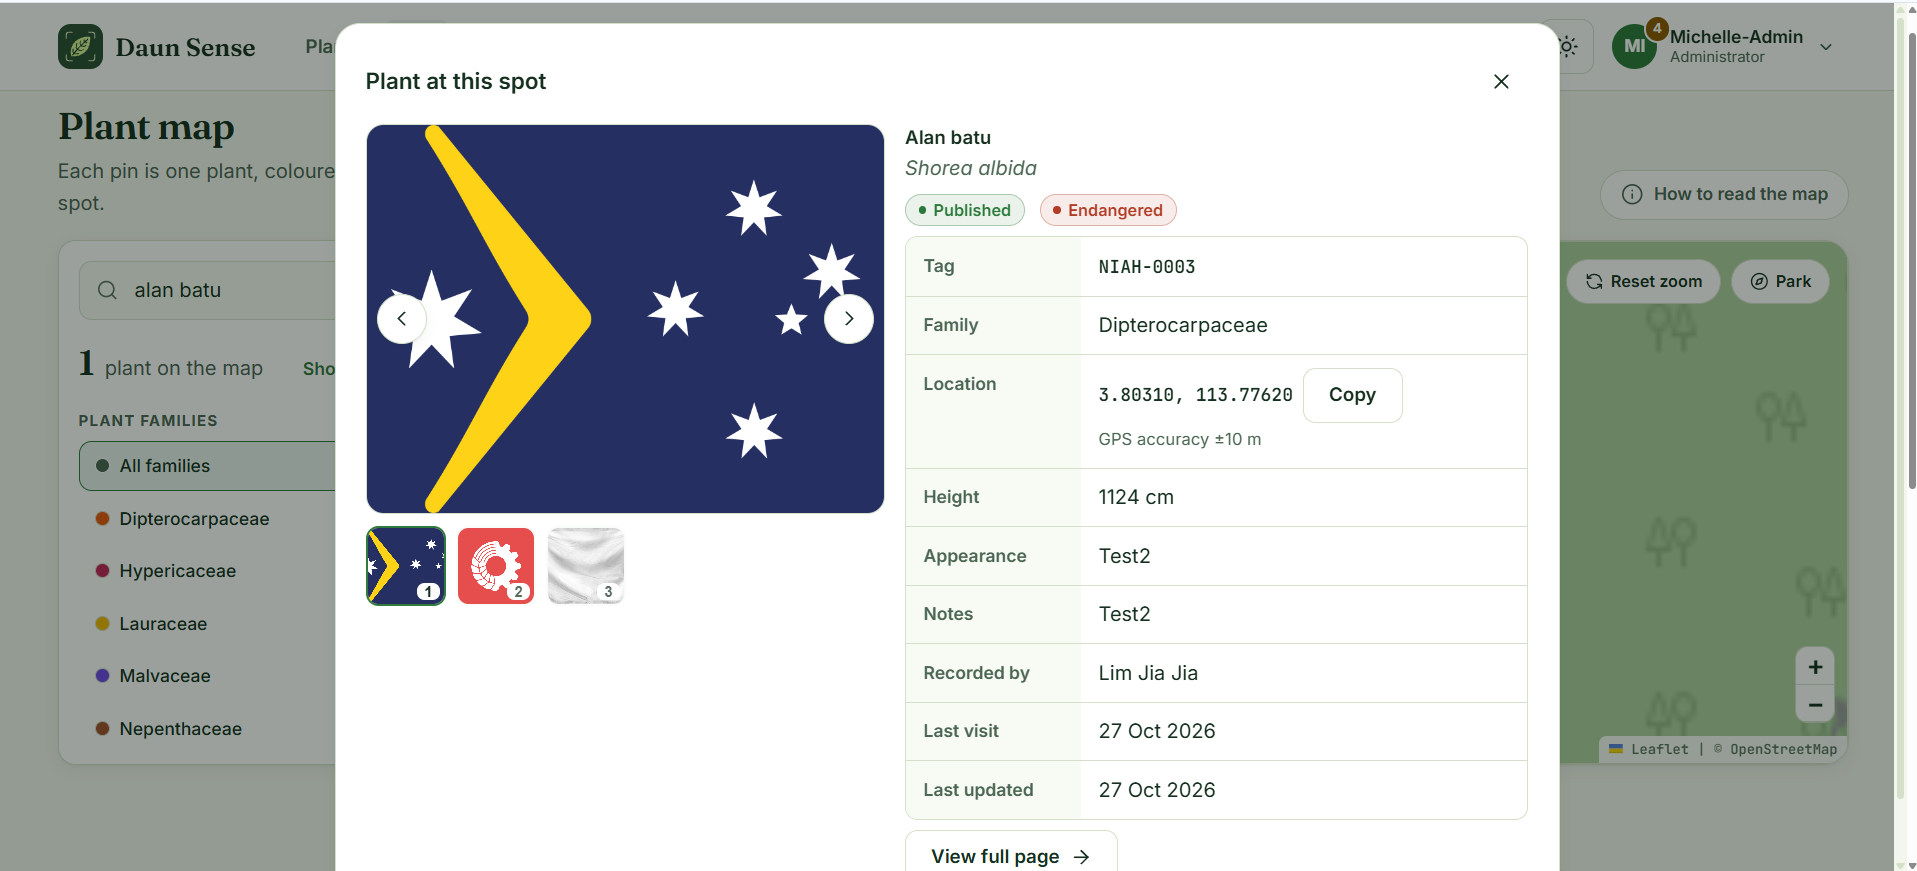 Daun Sense
Pla
MI
4
Michelle-Admin
Administrator
Plant map
Each pin is one plant, coloure
spot.
How to read the map
alan batu
1 plant on the map
Sho
PLANT FAMILIES
All families
Dipterocarpaceae
Hypericaceae
Lauraceae
Malvaceae
Nepenthaceae
Plant at this spot
1
2
3
Alan batu
Shorea albida
Published
Endangered
Tag
NIAH-0003
Family
Dipterocarpaceae
Location
3.80310, 113.77620
Copy
GPS accuracy ±10 m
Height
1124 cm
Appearance
Test2
Notes
Test2
Recorded by
Lim Jia Jia
Last visit
27 Oct 2026
Last updated
27 Oct 2026
View full page →
Reset zoom
Park
+
−
Leaflet | © OpenStreetMap